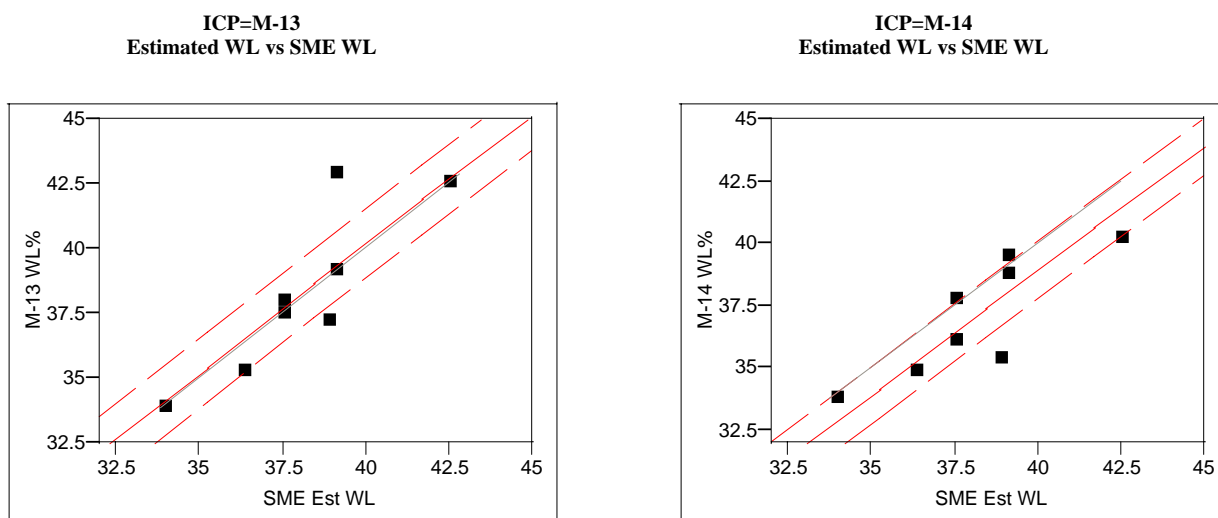 ICP=M-13
Estimated WL vs SME WL
45
42.5
40
37.5
35
32.5
M-13 WL%
32.5 35 37.5 40 42.5 45
SME Est WL
ICP=M-14
Estimated WL vs SME WL
45
42.5
40
37.5
35
32.5
M-14 WL%
32.5 35 37.5 40 42.5 45
SME Est WL